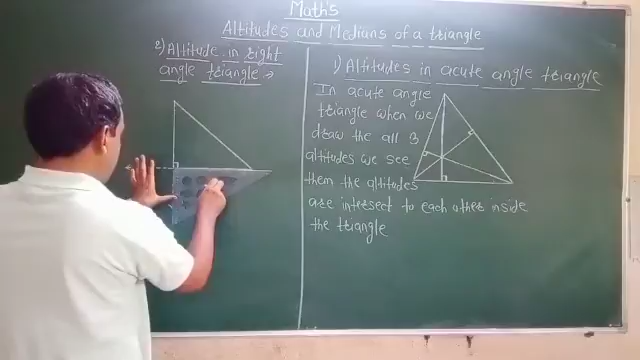 Math's
Altitudes and Medians of a triangle
2) Altitude in right
angle triangle →
1) Altitudes in acute angle triangle
In acute angle
triangle when we
draw the all 3
altitudes we see
them the altitudes
are intersect to each other inside
the triangle